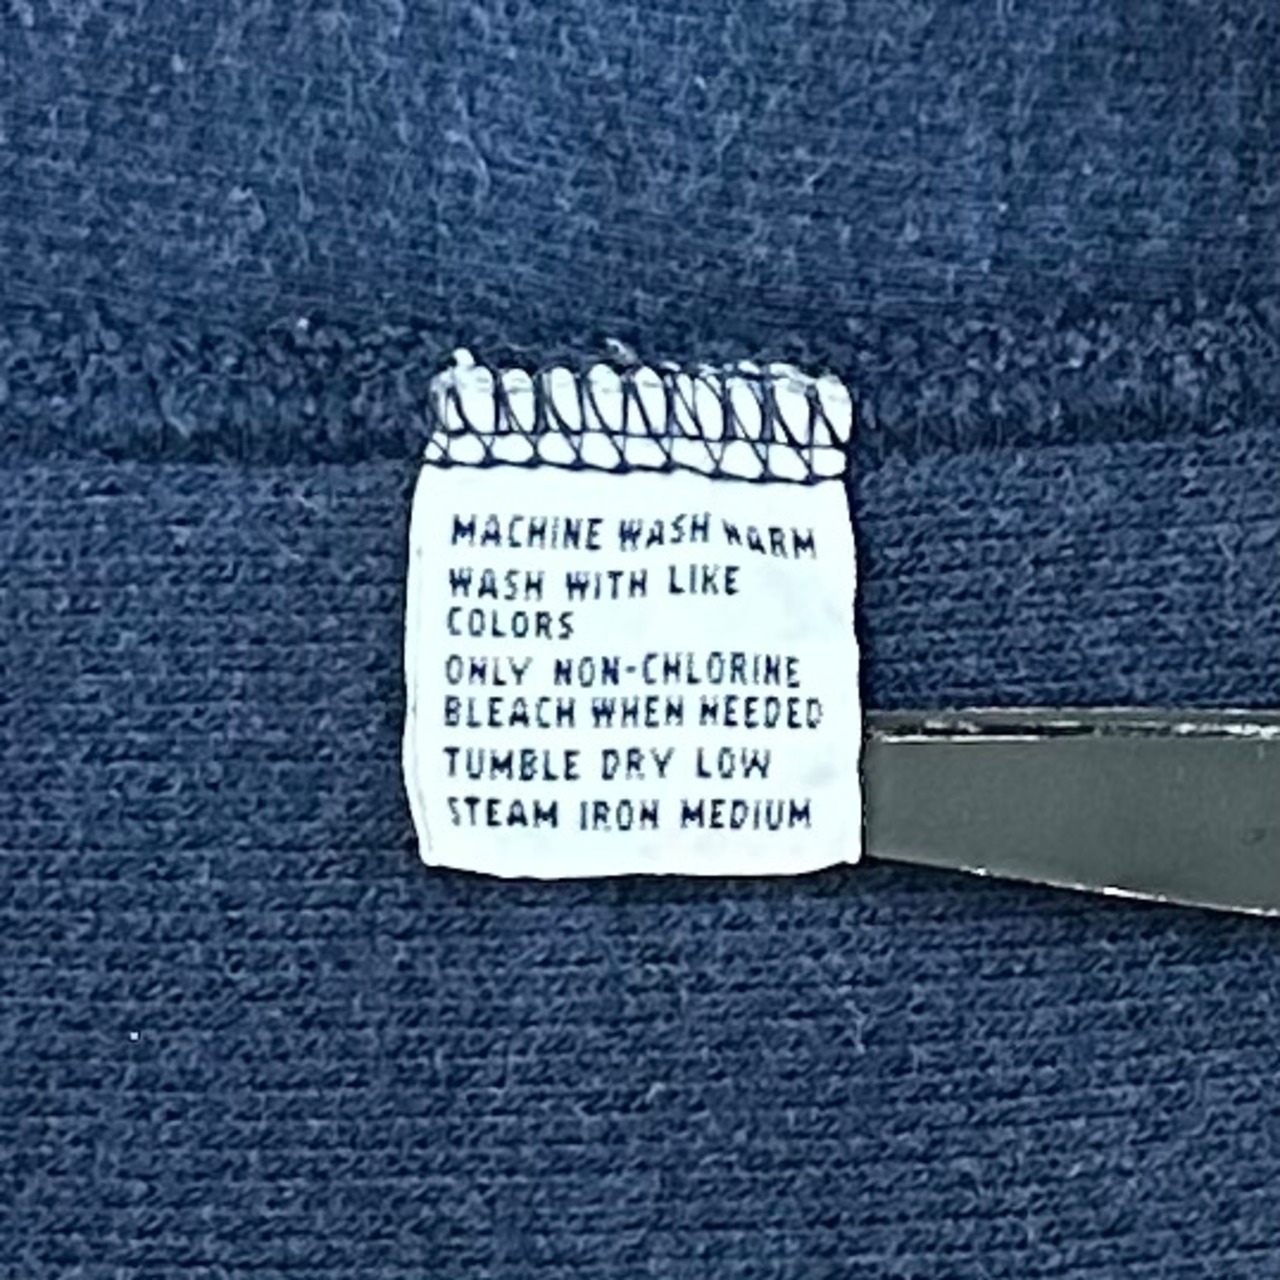 MACHINE WASH WARM
WASH WITH LIKE
COLORS
ONLY NON-CHLORINE
BLEACH WHEN NEEDED
TUMBLE DRY LOW
STEAM IRON MEDIUM